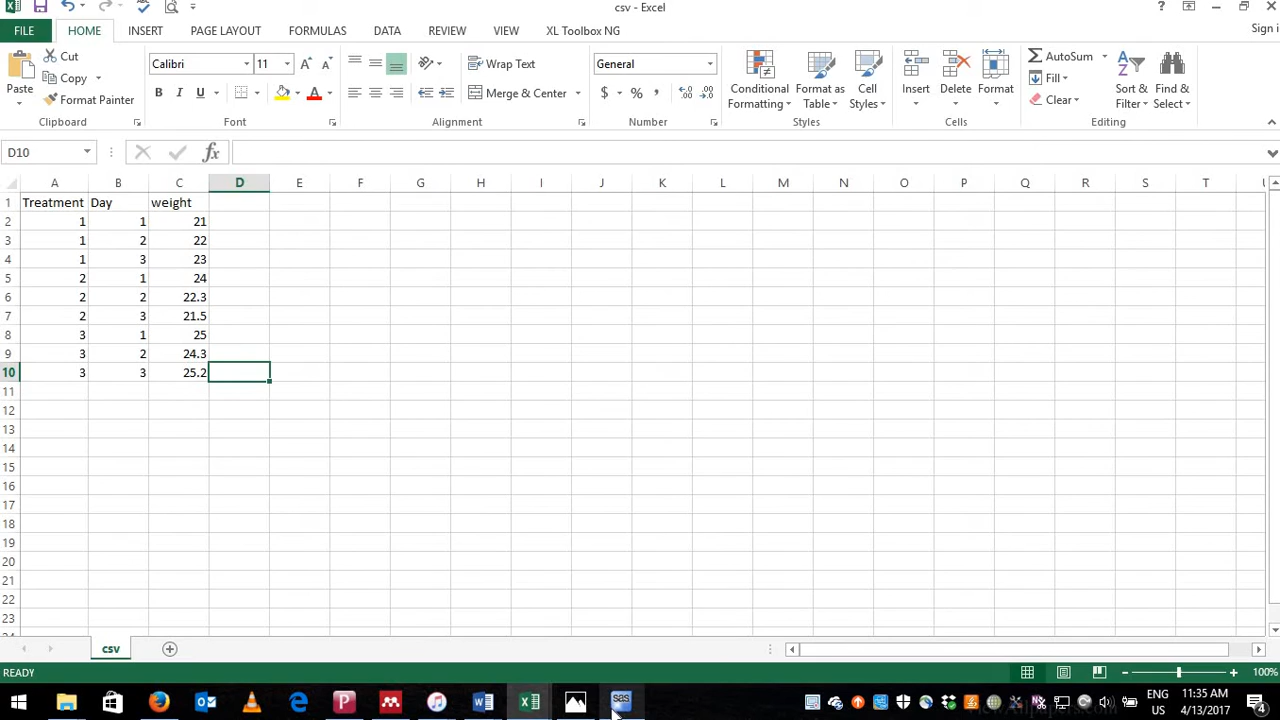 csv - Excel
?
Sign i
FILE HOME INSERT PAGE LAYOUT FORMULAS DATA REVIEW VIEW XL Toolbox NG
Paste
Cut
Copy
Format Painter
Clipboard
Calibri 11
B I U
Font
Wrap Text
Merge & Center
Alignment
General
$ % ,
Number
Conditional Formatting
Format as Table
Cell Styles
Styles
Insert Delete Format
Cells
AutoSum
Fill
Clear
Sort & Filter
Find & Select
Editing
D10
fx
A B C D E F G H I J K L M N O P Q R S T U
1 Treatment Day weight
2 1 1 21
3 1 2 22
4 1 3 23
5 2 1 24
6 2 2 22.3
7 2 3 21.5
8 3 1 25
9 3 2 24.3
10 3 3 25.2
11
12
13
14
15
16
17
18
19
20
21
22
23
24
csv
READY
100%
sas
ENG
US
11:35 AM
4/13/2017
4